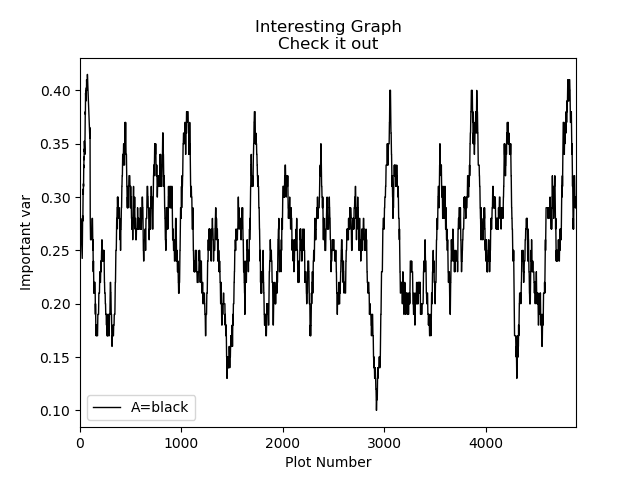 Interesting Graph
Check it out
Important var
0.40
0.35
0.30
0.25
0.20
0.15
0.10
A=black
0 1000 2000 3000 4000
Plot Number